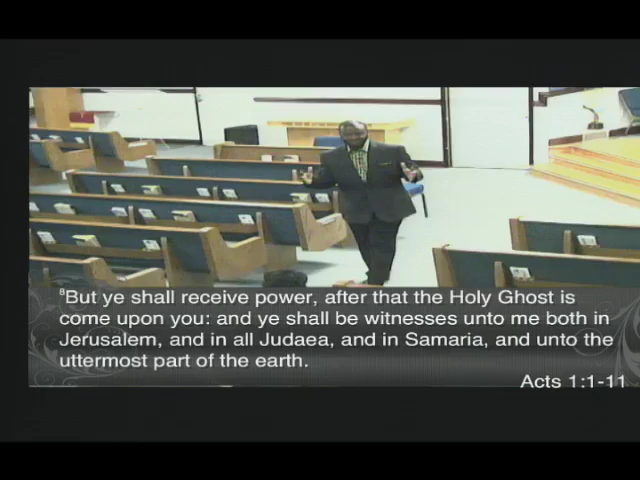 ⁸But ye shall receive power, after that the Holy Ghost is
come upon you: and ye shall be witnesses unto me both in
Jerusalem, and in all Judaea, and in Samaria, and unto the
uttermost part of the earth.
Acts 1:1-11